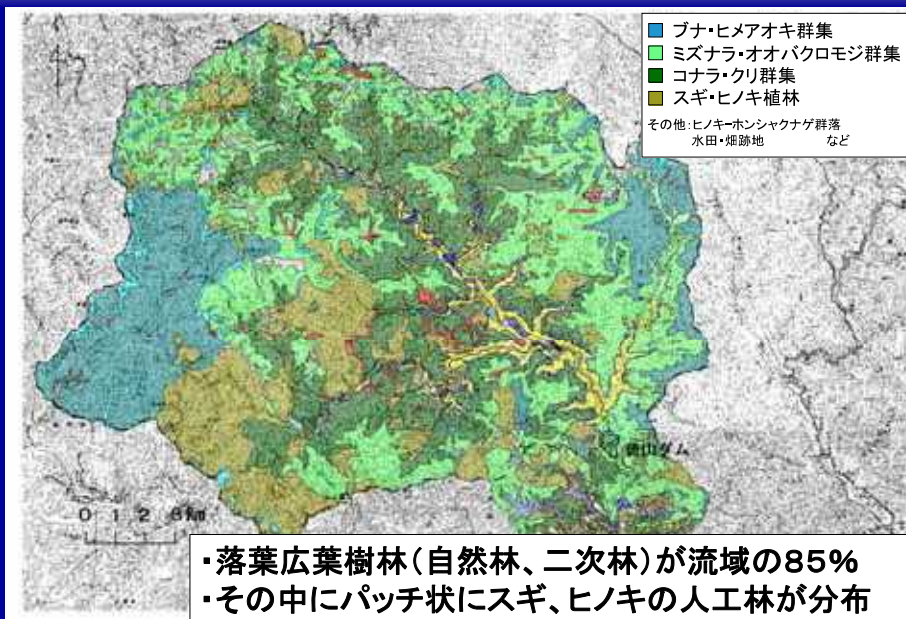 ブナ・ヒメアオキ群集
ミズナラ・オオバクロモジ群集
コナラ・クリ群集
スギ・ヒノキ植林
その他:ヒノキーホンシャクナゲ群落
水田・畑跡地 など
徳山ダム
0 1 2 3km
・落葉広葉樹林(自然林、二次林)が流域の85%
・その中にパッチ状にスギ、ヒノキの人工林が分布